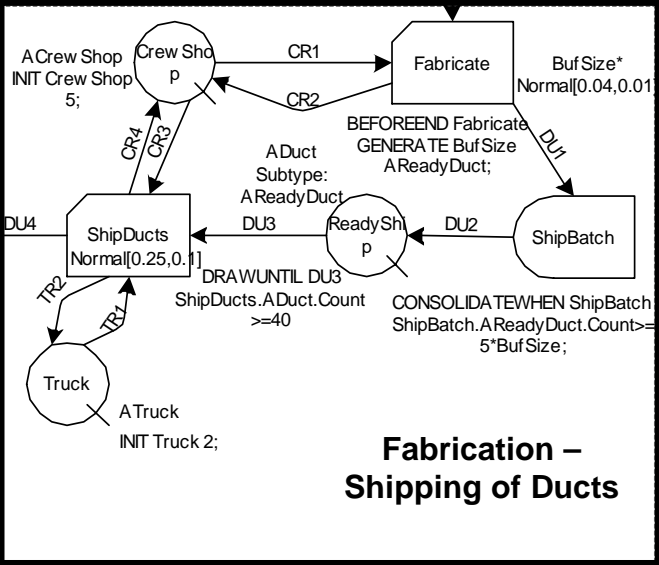 A Crew Shop
INIT Crew Shop
5;
Crew Sho
p
CR1
CR2
Fabricate
BufSize*
Normal[0.04,0.01]
BEFOREEND Fabricate
GENERATE BufSize
AReadyDuct;
DU1
CR4
CR3
ADuct
Subtype:
AReadyDuct
DU4
ShipDucts
Normal[0.25,0.1]
DU3
ReadyShi
p
DU2
ShipBatch
DRAWUNTIL DU3
ShipDucts.ADuct.Count
>=40
CONSOLIDATEWHEN ShipBatch
ShipBatch.AReadyDuct.Count>=
5*BufSize;
TR2
TR1
Truck
ATruck
INIT Truck 2;
Fabrication –
Shipping of Ducts